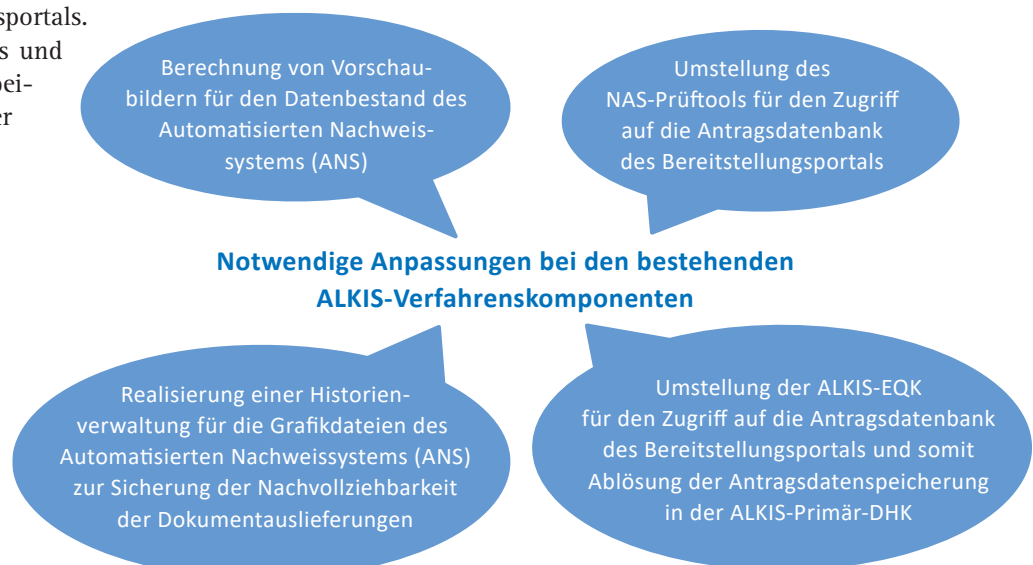 sportals.
s und
bei-
er
Berechnung von Vorschau-
bildern für den Datenbestand des
Automatisierten Nachweis-
systems (ANS)
Umstellung des
NAS-Prüftools für den Zugriff
auf die Antragsdatenbank
des Bereitstellungsportals
Notwendige Anpassungen bei den bestehenden
ALKIS-Verfahrenskomponenten
Realisierung einer Historien-
verwaltung für die Grafikdateien des
Automatisierten Nachweissystems (ANS)
zur Sicherung der Nachvollziehbarkeit
der Dokumentauslieferungen
Umstellung der ALKIS-EQK
für den Zugriff auf die Antragsdatenbank
des Bereitstellungsportals und somit
Ablösung der Antragsdatenspeicherung
in der ALKIS-Primär-DHK